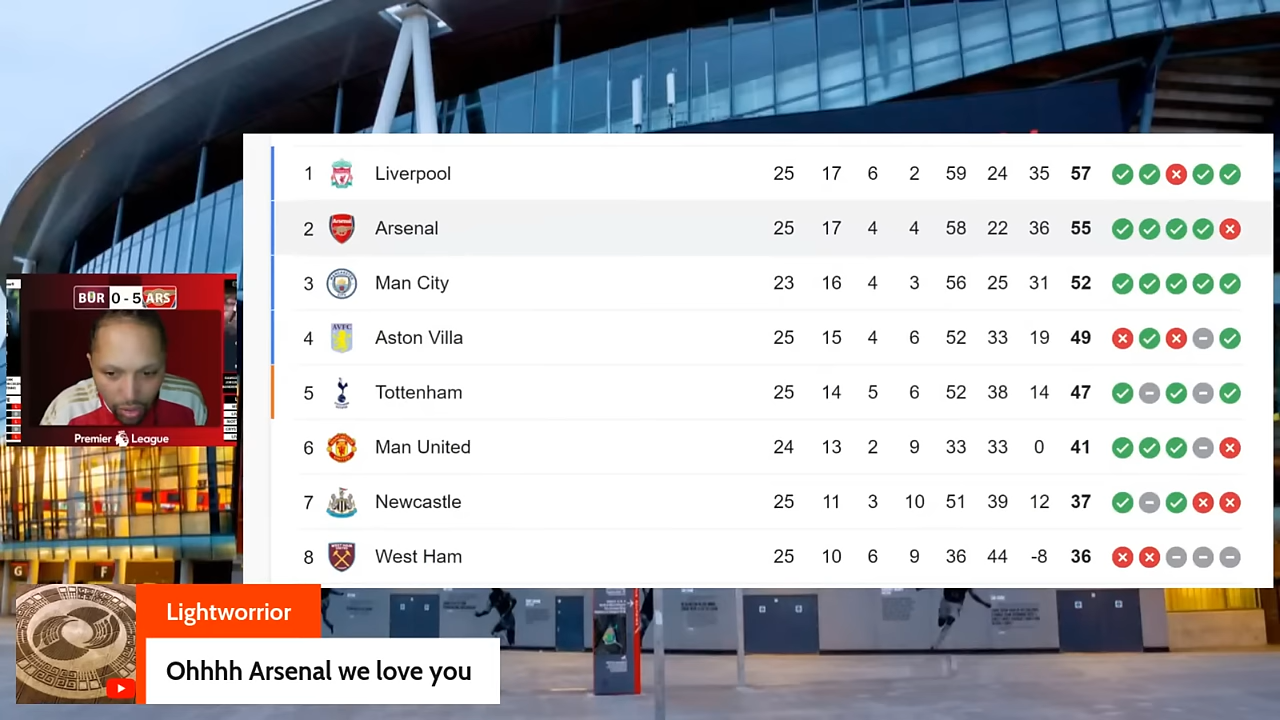 1 Liverpool 25 17 6 2 59 24 35 57
2 Arsenal 25 17 4 4 58 22 36 55
3 Man City 23 16 4 3 56 25 31 52
4 Aston Villa 25 15 4 6 52 33 19 49
5 Tottenham 25 14 5 6 52 38 14 47
6 Man United 24 13 2 9 33 33 0 41
7 Newcastle 25 11 3 10 51 39 12 37
8 West Ham 25 10 6 9 36 44 -8 36
BUR 0 - 5 ARS
Premier League
G F
Lightworrior
Ohhhh Arsenal we love you